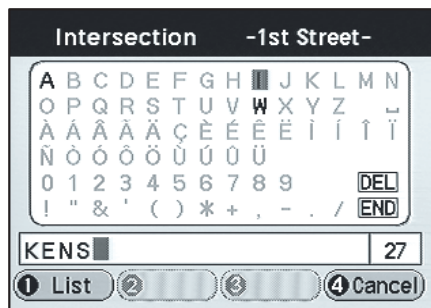 Intersection -1st Street-
A B C D E F G H I J K L M N
O P Q R S T U V W X Y Z ⎵
À Á Â Ã Ä Ç È É Ê Ë Ì Í Î Ï
Ñ Ò Ó Ô Ö Ù Ú Û Ü
0 1 2 3 4 5 6 7 8 9 DEL
! " & ' ( ) * + , - . / END
KENS 27
1 List 2 3 4 Cancel